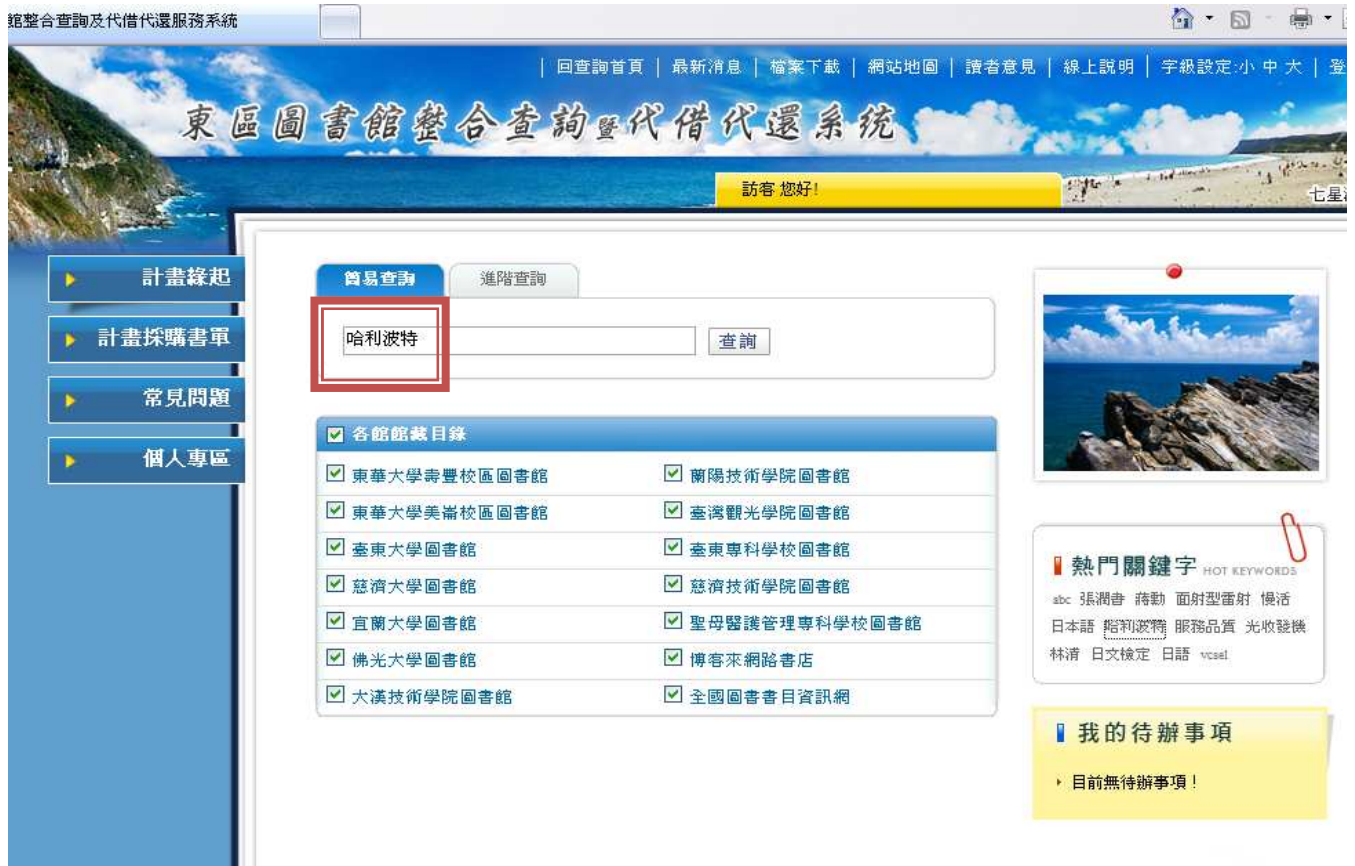 館整合查詢及代借代還服務系統
| 回查詢首頁 | 最新消息 | 檔案下載 | 網站地圖 | 讀者意見 | 線上說明 | 字級設定:小 中 大 | 登
東區圖書館整合查詢暨代借代還系統
訪客 您好!
七星
計畫緣起
計畫採購書單
常見問題
個人專區
簡易查詢 進階查詢
哈利波特 查詢
各館館藏目錄
東華大學壽豐校區圖書館 蘭陽技術學院圖書館
東華大學美崙校區圖書館 臺灣觀光學院圖書館
臺東大學圖書館 臺東專科學校圖書館
慈濟大學圖書館 慈濟技術學院圖書館
宜蘭大學圖書館 聖母醫護管理專科學校圖書館
佛光大學圖書館 博客來網路書店
大漢技術學院圖書館 全國圖書書目資訊網
熱門關鍵字 HOT KEYWORDS
abc 張潤書 蔣勳 面射型雷射 慢活
日本語 哈利波特 服務品質 光收發機
林清 日文檢定 日語 vcsel
我的待辦事項
目前無待辦事項!